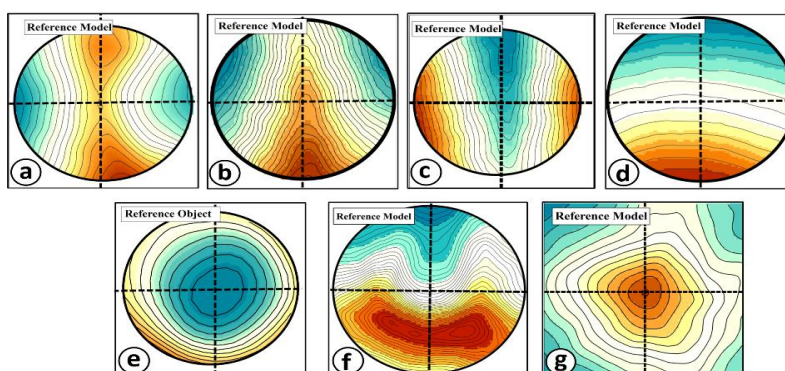 Reference Model
Reference Model
Reference Model
Reference Model
a
b
c
d
Reference Object
Reference Model
Reference Model
e
f
g